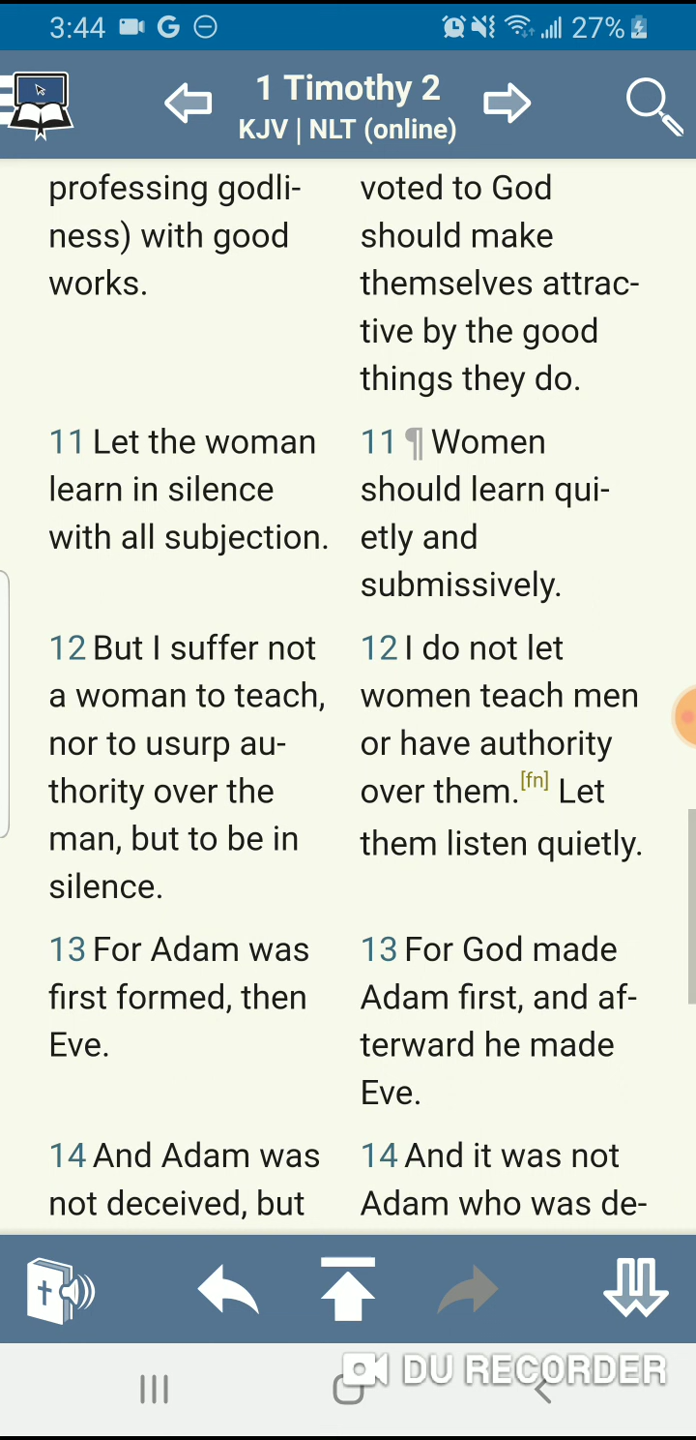 3:44 G 27%
1 Timothy 2
KJV | NLT (online)
professing godli-
ness) with good
works.
voted to God
should make
themselves attrac-
tive by the good
things they do.
11 Let the woman
learn in silence
with all subjection.
11 ¶ Women
should learn qui-
etly and
submissively.
12 But I suffer not
a woman to teach,
nor to usurp au-
thority over the
man, but to be in
silence.
12 I do not let
women teach men
or have authority
over them.[fn] Let
them listen quietly.
13 For Adam was
first formed, then
Eve.
13 For God made
Adam first, and af-
terward he made
Eve.
14 And Adam was
not deceived, but
14 And it was not
Adam who was de-
DU RECORDER